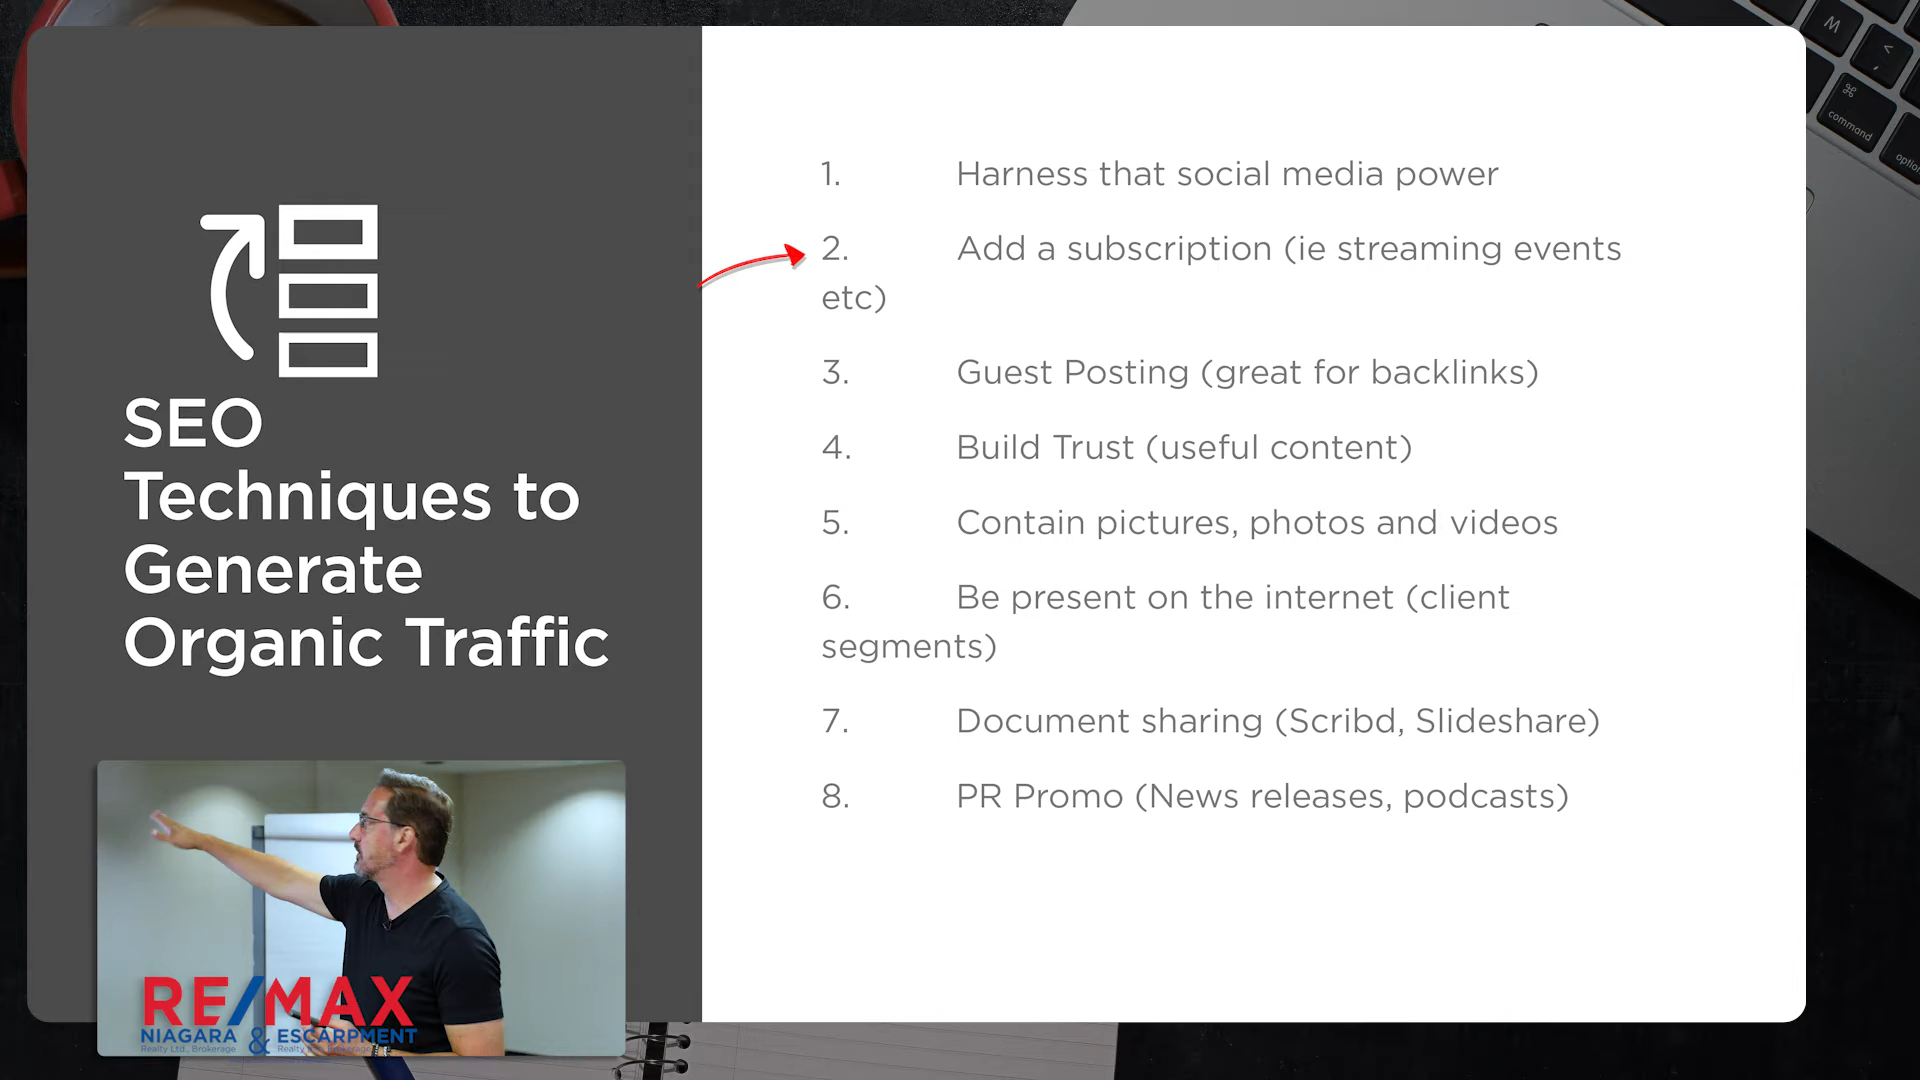 SEO
Techniques to
Generate
Organic Traffic
1. Harness that social media power
2. Add a subscription (ie streaming events
etc)
3. Guest Posting (great for backlinks)
4. Build Trust (useful content)
5. Contain pictures, photos and videos
6. Be present on the internet (client
segments)
7. Document sharing (Scribd, Slideshare)
8. PR Promo (News releases, podcasts)
RE/MAX
NIAGARA & ESCARPMENT
Realty Ltd., Brokerage
M
<
,
⌘
command
option